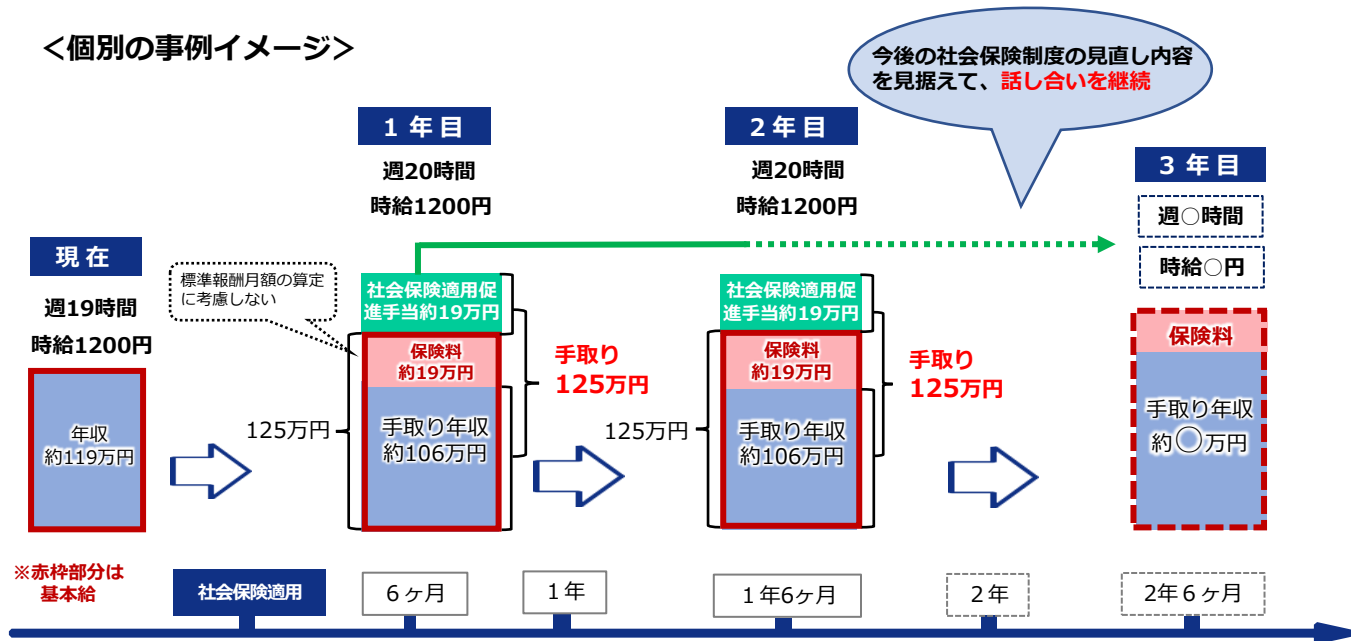 ＜個別の事例イメージ＞
今後の社会保険制度の見直し内容
を見据えて、話し合いを継続
現在
週19時間
時給1200円
年収
約119万円
※赤枠部分は
基本給
標準報酬月額の算定
に考慮しない
１年目
週20時間
時給1200円
社会保険適用促
進手当約19万円
保険料
約19万円
手取り年収
約106万円
125万円
手取り
125万円
２年目
週20時間
時給1200円
社会保険適用促
進手当約19万円
保険料
約19万円
手取り年収
約106万円
125万円
手取り
125万円
３年目
週○時間
時給○円
保険料
手取り年収
約○万円
社会保険適用
６ヶ月
１年
１年6ヶ月
２年
2年６ヶ月